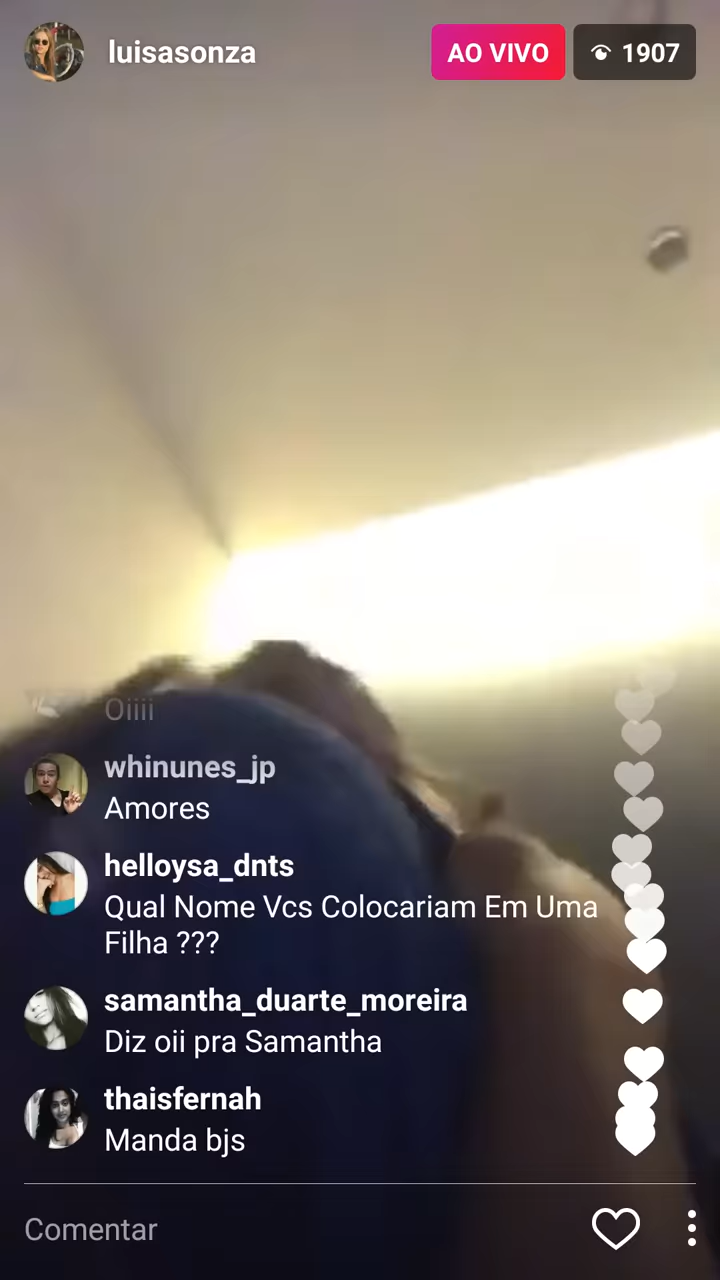 luisasonza
AO VIVO
1907
Oiiii
whinunes_jp
Amores
helloysa_dnts
Qual Nome Vcs Colocariam Em Uma
Filha ???
samantha_duarte_moreira
Diz oii pra Samantha
thaisfernah
Manda bjs
Comentar